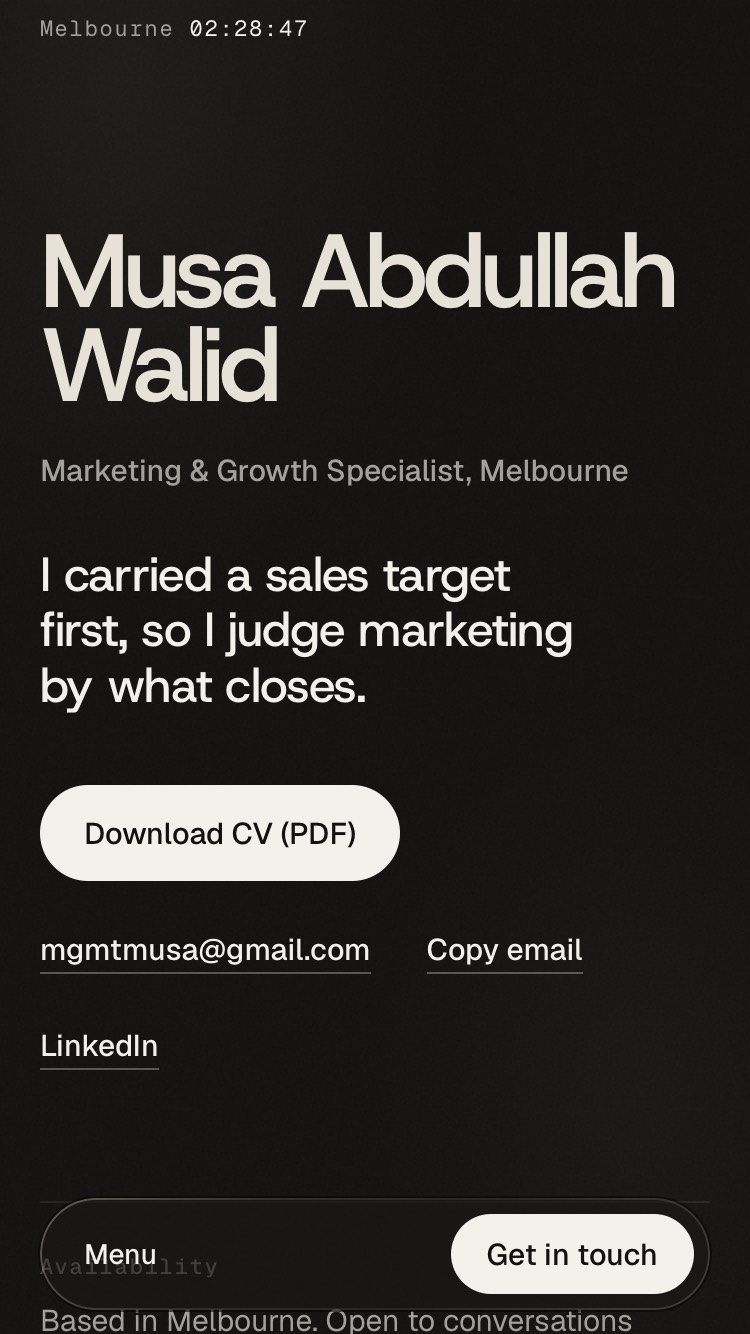 Melbourne 02:28:47
Musa Abdullah
Walid
Marketing & Growth Specialist, Melbourne
I carried a sales target
first, so I judge marketing
by what closes.
Download CV (PDF)
mgmtmusa@gmail.com Copy email
LinkedIn
Menu Get in touch
Availability
Based in Melbourne. Open to conversations